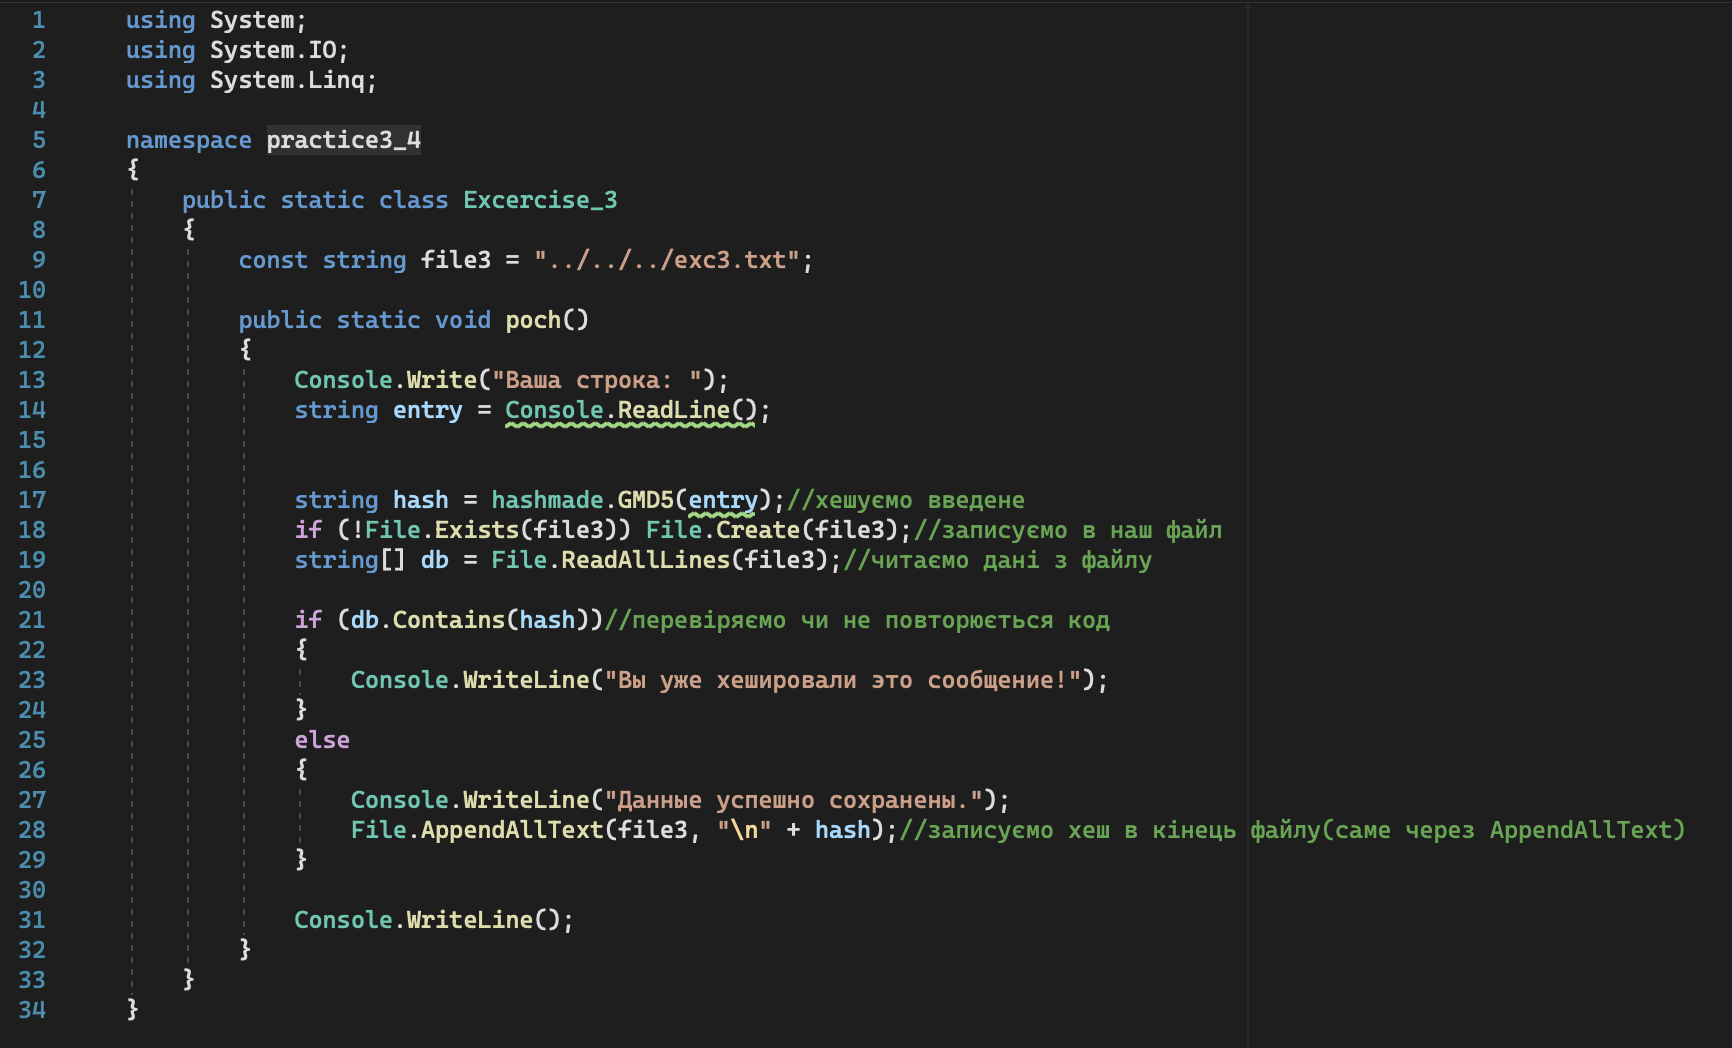 1 using System;
2 using System.IO;
3 using System.Linq;
4
5 namespace practice3_4
6 {
7 public static class Excercise_3
8 {
9 const string file3 = "../../../exc3.txt";
10
11 public static void poch()
12 {
13 Console.Write("Ваша строка: ");
14 string entry = Console.ReadLine();
15
16
17 string hash = hashmade.GMD5(entry);//хешуємо введене
18 if (!File.Exists(file3)) File.Create(file3);//записуємо в наш файл
19 string[] db = File.ReadAllLines(file3);//читаємо дані з файлу
20
21 if (db.Contains(hash))//перевіряємо чи не повторюється код
22 {
23 Console.WriteLine("Вы уже хешировали это сообщение!");
24 }
25 else
26 {
27 Console.WriteLine("Данные успешно сохранены.");
28 File.AppendAllText(file3, "\n" + hash);//записуємо хеш в кінець файлу(саме через AppendAllText)
29 }
30
31 Console.WriteLine();
32 }
33 }
34 }